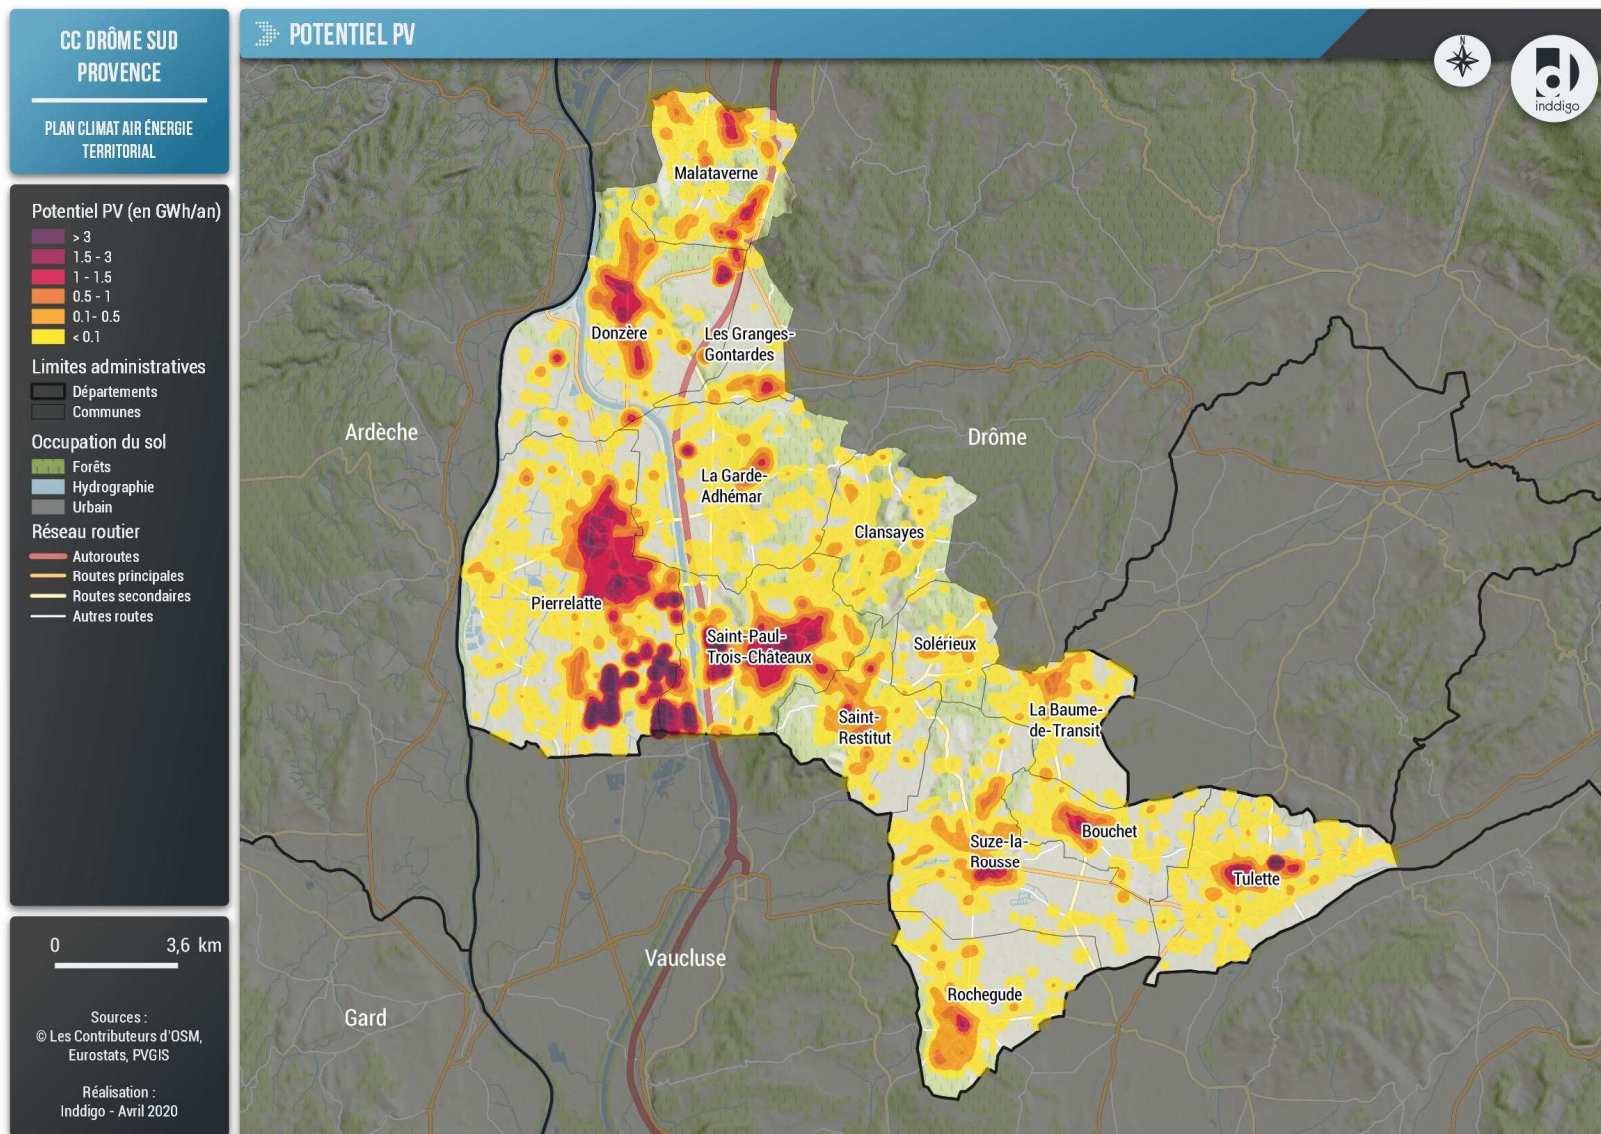 CC DRÔME SUD
PROVENCE
PLAN CLIMAT AIR ÉNERGIE
TERRITORIAL
POTENTIEL PV
N
inddigo
Potentiel PV (en GWh/an)
> 3
1.5 - 3
1 - 1.5
0.5 - 1
0.1- 0.5
< 0.1
Limites administratives
Départements
Communes
Occupation du sol
Forêts
Hydrographie
Urbain
Réseau routier
Autoroutes
Routes principales
Routes secondaires
Autres routes
0 3,6 km
Sources :
© Les Contributeurs d'OSM,
Eurostats, PVGIS
Réalisation :
Inddigo - Avril 2020
Malataverne
Donzère
Les Granges-
Gontardes
Ardèche
Drôme
La Garde-
Adhémar
Clansayes
Pierrelatte
Saint-Paul-
Trois-Châteaux
Solérieux
Saint-
Restitut
La Baume-
de-Transit
Bouchet
Suze-la-
Rousse
Tulette
Vaucluse
Rochegude
Gard